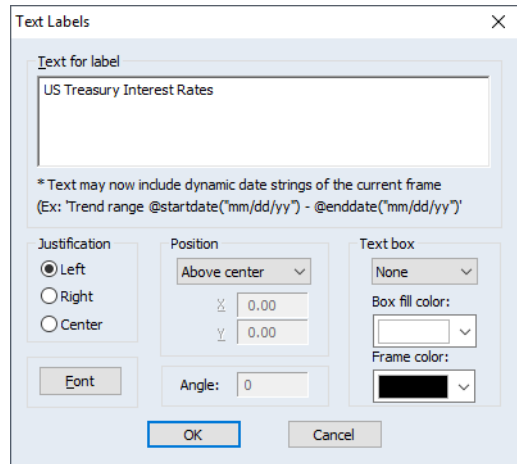 Text Labels
Text for label
US Treasury Interest Rates
* Text may now include dynamic date strings of the current frame
(Ex: 'Trend range @startdate("mm/dd/yy") - @enddate("mm/dd/yy")'
Justification
Left
Right
Center
Font
Position
Above center
X 0.00
Y 0.00
Angle: 0
Text box
None
Box fill color:
Frame color:
OK
Cancel